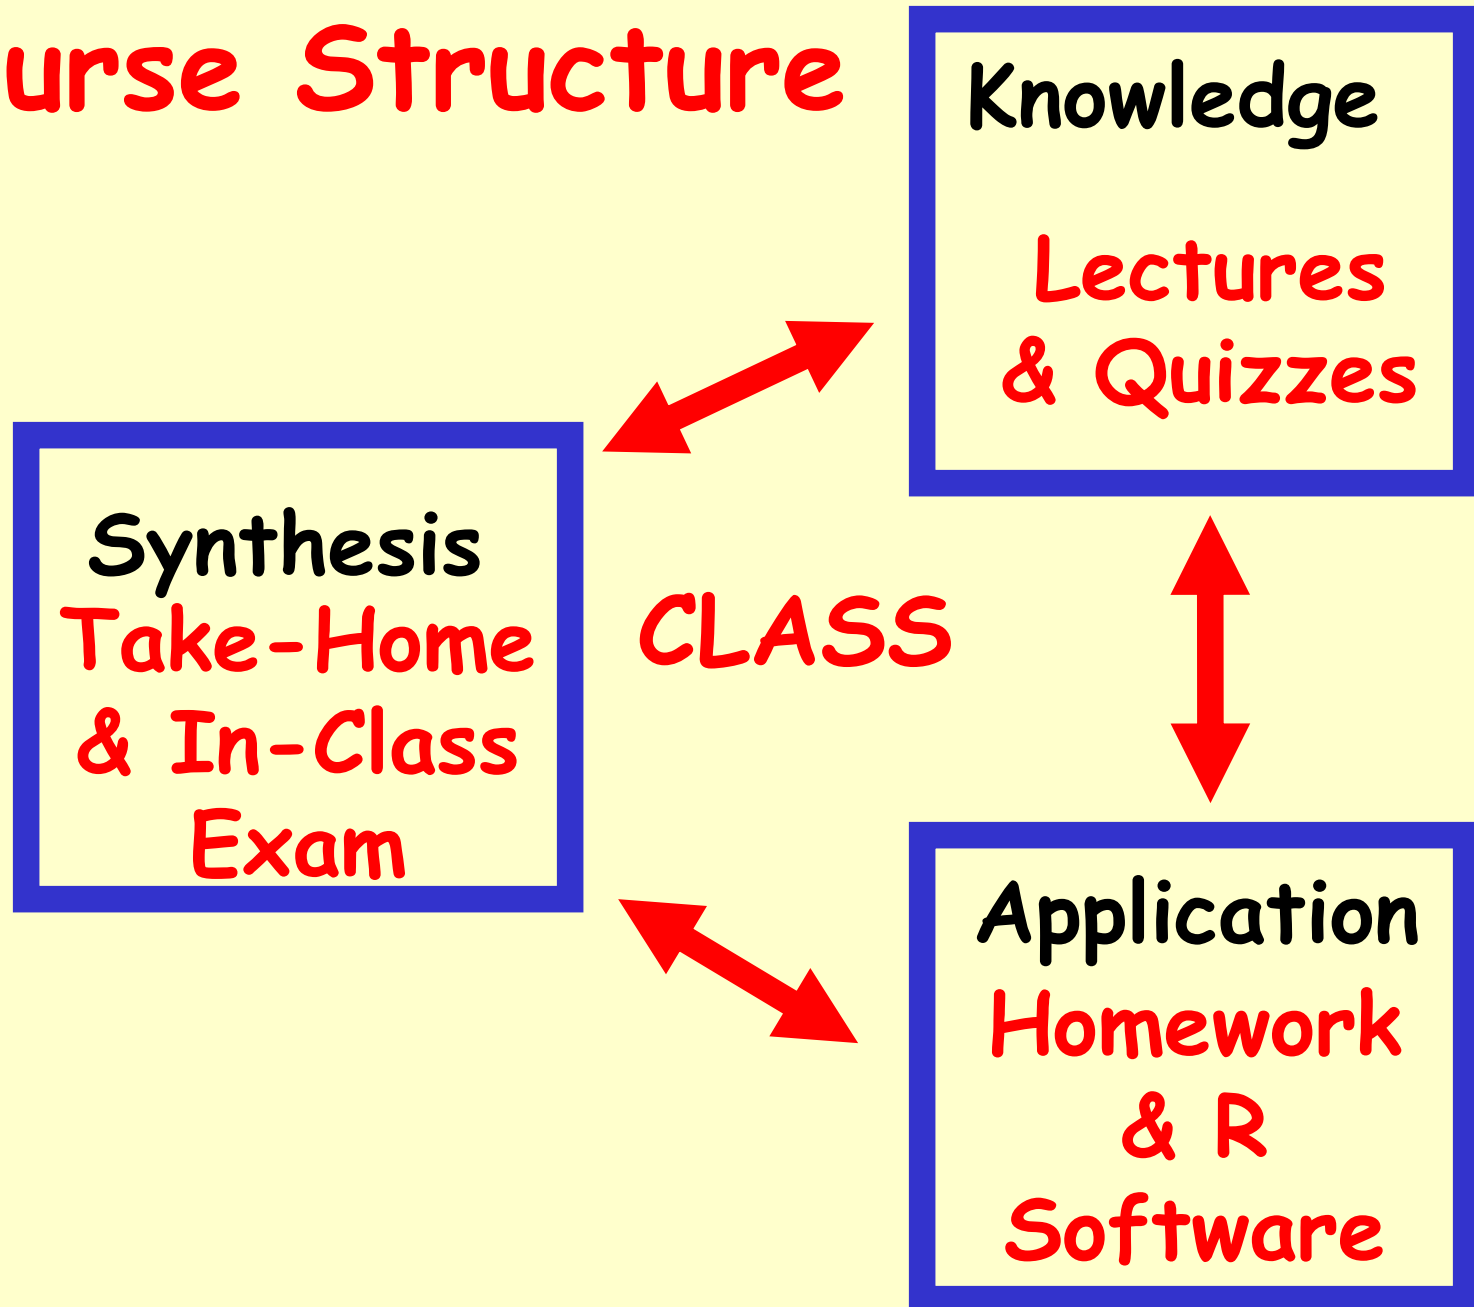 urse Structure
Knowledge
Lectures
& Quizzes
Synthesis
Take-Home
& In-Class
Exam
CLASS
Application
Homework
& R
Software